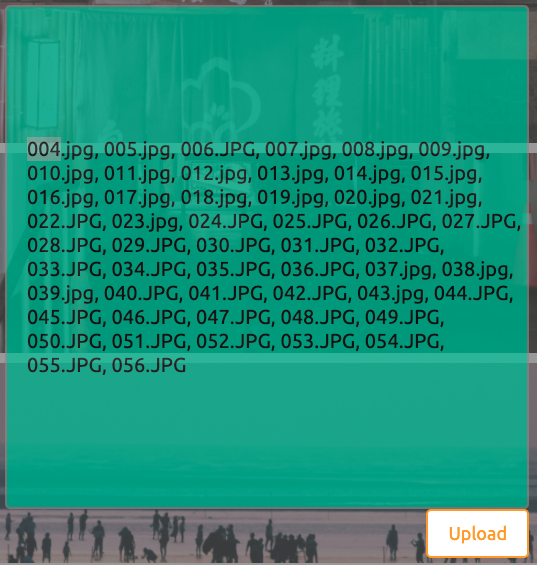 料理旅
004.jpg, 005.jpg, 006.JPG, 007.jpg, 008.jpg, 009.jpg,
010.jpg, 011.jpg, 012.jpg, 013.jpg, 014.jpg, 015.jpg,
016.jpg, 017.jpg, 018.jpg, 019.jpg, 020.jpg, 021.jpg,
022.JPG, 023.jpg, 024.JPG, 025.JPG, 026.JPG, 027.JPG,
028.JPG, 029.JPG, 030.JPG, 031.JPG, 032.JPG,
033.JPG, 034.JPG, 035.JPG, 036.JPG, 037.jpg, 038.jpg,
039.jpg, 040.JPG, 041.JPG, 042.JPG, 043.jpg, 044.JPG,
045.JPG, 046.JPG, 047.JPG, 048.JPG, 049.JPG,
050.JPG, 051.JPG, 052.JPG, 053.JPG, 054.JPG,
055.JPG, 056.JPG
Upload